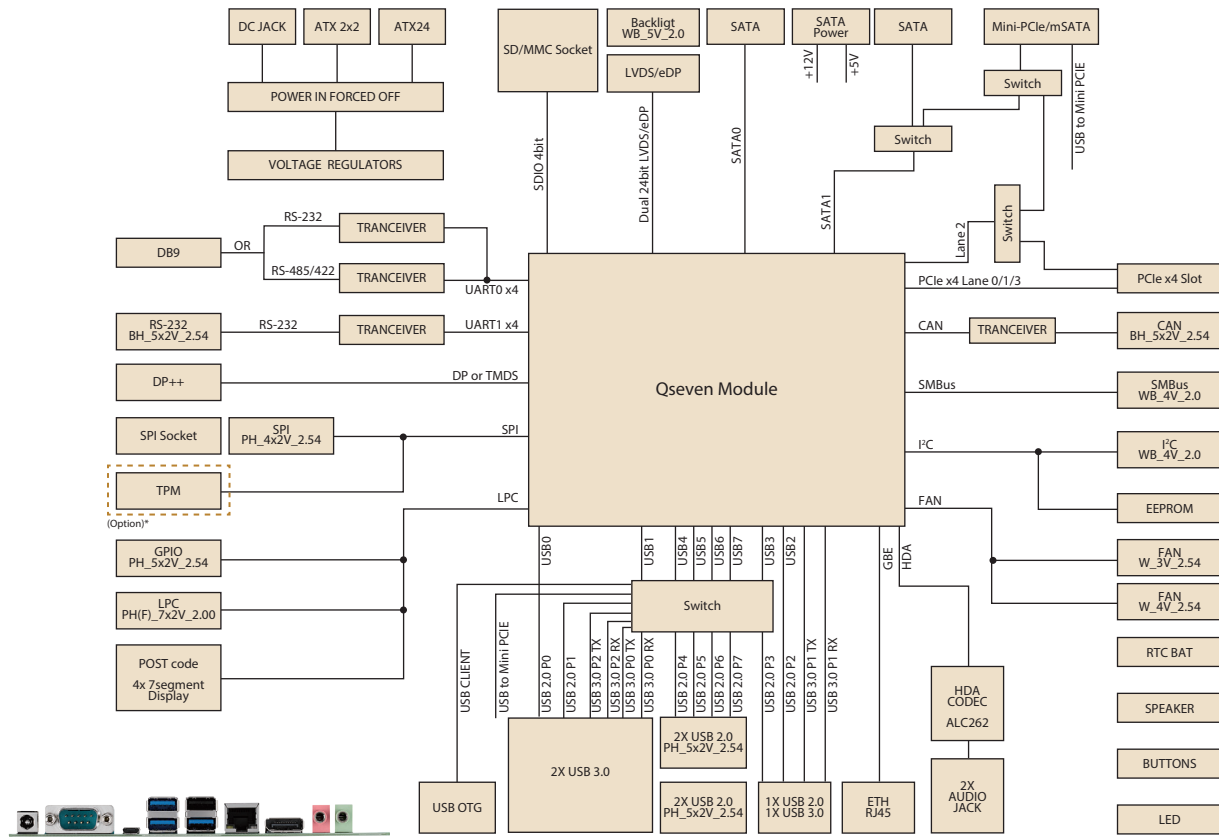 DC JACK
ATX 2x2
ATX24
POWER IN FORCED OFF
VOLTAGE REGULATORS
SD/MMC Socket
Backligt
WB_5V_2.0
LVDS/eDP
SATA
SATA
Power
+12V
+5V
SATA
Mini-PCIe/mSATA
Switch
USB to Mini PCIE
Switch
SDIO 4bit
Dual 24bit LVDS/eDP
SATA0
SATA1
Lane 2
Switch
DB9
OR
RS-232
TRANCEIVER
RS-485/422
TRANCEIVER
UART0 x4
RS-232
BH_5x2V_2.54
RS-232
TRANCEIVER
UART1 x4
DP++
DP or TMDS
SPI Socket
SPI
PH_4x2V_2.54
SPI
TPM
(Option)*
LPC
GPIO
PH_5x2V_2.54
LPC
PH(F)_7x2V_2.00
POST code
4x 7segment
Display
Qseven Module
PCIe x4 Lane 0/1/3
PCIe x4 Slot
CAN
TRANCEIVER
CAN
BH_5x2V_2.54
SMBus
SMBus
WB_4V_2.0
I²C
I²C
WB_4V_2.0
EEPROM
FAN
FAN
W_3V_2.54
FAN
W_4V_2.54
RTC BAT
SPEAKER
BUTTONS
LED
USB0
USB1
USB4
USB5
USB6
USB7
USB3
USB2
GBE
HDA
Switch
USB CLIENT
USB to Mini PCIE
USB 2.0 P0
USB 2.0 P1
USB 3.0 P2 TX
USB 3.0 P2 RX
USB 3.0 P0 TX
USB 3.0 P0 RX
USB 2.0 P4
USB 2.0 P5
USB 2.0 P6
USB 2.0 P7
USB 2.0 P3
USB 2.0 P2
USB 3.0 P1 TX
USB 3.0 P1 RX
HDA
CODEC
ALC262
USB OTG
2X USB 3.0
2X USB 2.0
PH_5x2V_2.54
2X USB 2.0
PH_5x2V_2.54
1X USB 2.0
1X USB 3.0
ETH
RJ45
2X
AUDIO
JACK